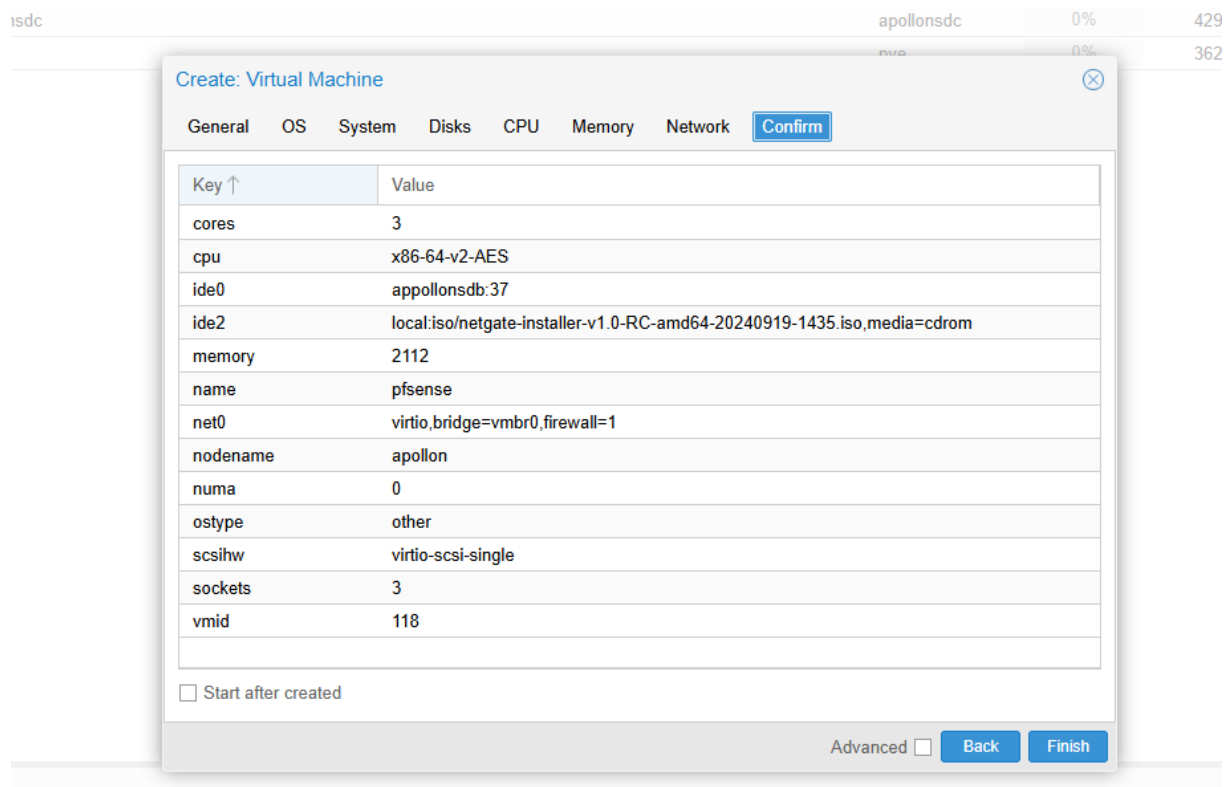 nsdc apollonsdc 0% 429
pve 0% 362
Create: Virtual Machine
General OS System Disks CPU Memory Network Confirm
Key Value
cores 3
cpu x86-64-v2-AES
ide0 appollonsdb:37
ide2 local:iso/netgate-installer-v1.0-RC-amd64-20240919-1435.iso,media=cdrom
memory 2112
name pfsense
net0 virtio,bridge=vmbr0,firewall=1
nodename apollon
numa 0
ostype other
scsihw virtio-scsi-single
sockets 3
vmid 118
Start after created
Advanced Back Finish